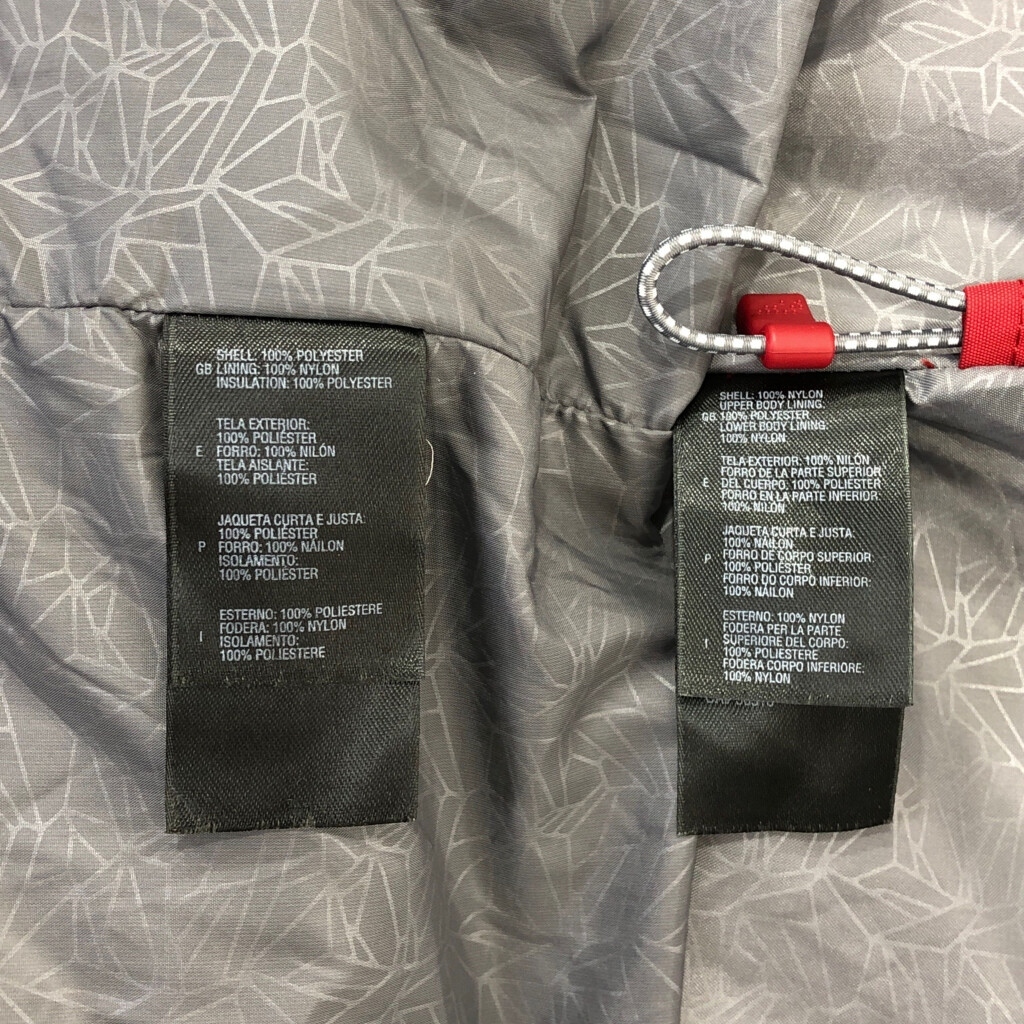 SHELL: 100% POLYESTER
GB LINING: 100% NYLON
INSULATION: 100% POLYESTER
TELA EXTERIOR:
100% POLIÉSTER
E FORRO: 100% NILÓN
TELA AISLANTE:
100% POLIÉSTER
JAQUETA CURTA E JUSTA:
100% POLIÉSTER
P FORRO: 100% NÁILON
ISOLAMENTO:
100% POLIÉSTER
ESTERNO: 100% POLIESTERE
FODERA: 100% NYLON
I ISOLAMENTO:
100% POLIESTERE
SHELL: 100% NYLON
UPPER BODY LINING:
GB 100% POLYESTER
LOWER BODY LINING:
100% NYLON
TELA EXTERIOR: 100% NILÓN
FORRO DE LA PARTE SUPERIOR
E DEL CUERPO: 100% POLIÉSTER
FORRO EN LA PARTE INFERIOR:
100% NILÓN
JAQUETA CURTA E JUSTA:
100% NÁILON
P FORRO DE CORPO SUPERIOR
100% POLIÉSTER
FORRO DO CORPO INFERIOR:
100% NÁILON
ESTERNO: 100% NYLON
FODERA PER LA PARTE
I SUPERIORE DEL CORPO:
100% POLIESTERE
FODERA CORPO INFERIORE:
100% NYLON